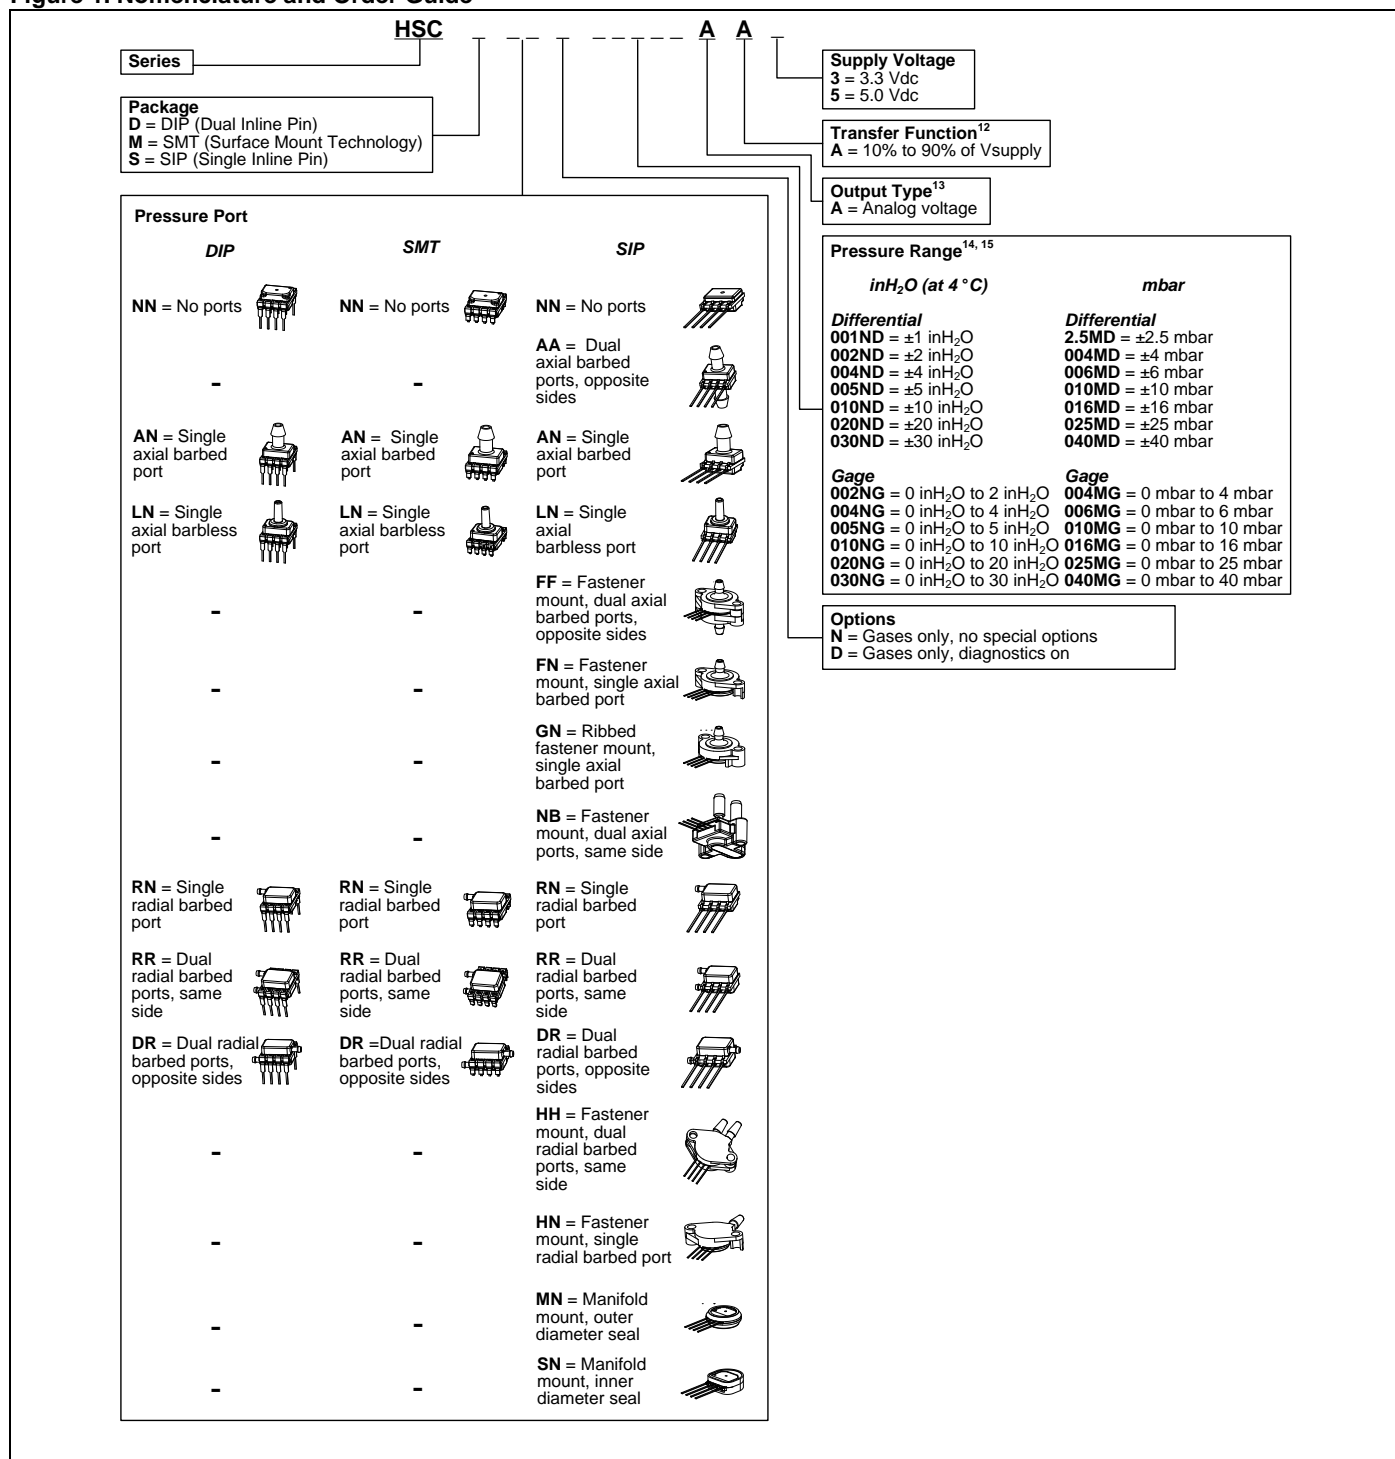 Figure 1. Nomenclature and Order Guide
HSC _ _ _ _ _ _ _ _ _ A A _
Series
Package
D = DIP (Dual Inline Pin)
M = SMT (Surface Mount Technology)
S = SIP (Single Inline Pin)
Supply Voltage
3 = 3.3 Vdc
5 = 5.0 Vdc
Transfer Function12
A = 10% to 90% of Vsupply
Output Type13
A = Analog voltage
Pressure Range14, 15
inH2O (at 4 °C)
Differential
001ND = ±1 inH2O
002ND = ±2 inH2O
004ND = ±4 inH2O
005ND = ±5 inH2O
010ND = ±10 inH2O
020ND = ±20 inH2O
030ND = ±30 inH2O
Gage
002NG = 0 inH2O to 2 inH2O
004NG = 0 inH2O to 4 inH2O
005NG = 0 inH2O to 5 inH2O
010NG = 0 inH2O to 10 inH2O
020NG = 0 inH2O to 20 inH2O
030NG = 0 inH2O to 30 inH2O
mbar
Differential
2.5MD = ±2.5 mbar
004MD = ±4 mbar
006MD = ±6 mbar
010MD = ±10 mbar
016MD = ±16 mbar
025MD = ±25 mbar
040MD = ±40 mbar
Gage
004MG = 0 mbar to 4 mbar
006MG = 0 mbar to 6 mbar
010MG = 0 mbar to 10 mbar
016MG = 0 mbar to 16 mbar
025MG = 0 mbar to 25 mbar
040MG = 0 mbar to 40 mbar
Options
N = Gases only, no special options
D = Gases only, diagnostics on
Pressure Port
DIP
SMT
SIP
NN = No ports
NN = No ports
NN = No ports
-
-
AA = Dual
axial barbed
ports, opposite
sides
AN = Single
axial barbed
port
AN = Single
axial barbed
port
AN = Single
axial barbed
port
LN = Single
axial barbless
port
LN = Single
axial barbless
port
LN = Single
axial
barbless port
-
-
FF = Fastener
mount, dual axial
barbed ports,
opposite sides
-
-
FN = Fastener
mount, single axial
barbed port
-
-
GN = Ribbed
fastener mount,
single axial
barbed port
-
-
NB = Fastener
mount, dual axial
ports, same side
RN = Single
radial barbed
port
RN = Single
radial barbed
port
RN = Single
radial barbed
port
RR = Dual
radial barbed
ports, same
side
RR = Dual
radial barbed
ports, same
side
RR = Dual
radial barbed
ports, same
side
DR = Dual radial
barbed ports,
opposite sides
DR =Dual radial
barbed ports,
opposite sides
DR = Dual
radial barbed
ports, opposite
sides
-
-
HH = Fastener
mount, dual
radial barbed
ports, same
side
-
-
HN = Fastener
mount, single
radial barbed port
-
-
MN = Manifold
mount, outer
diameter seal
-
-
SN = Manifold
mount, inner
diameter seal